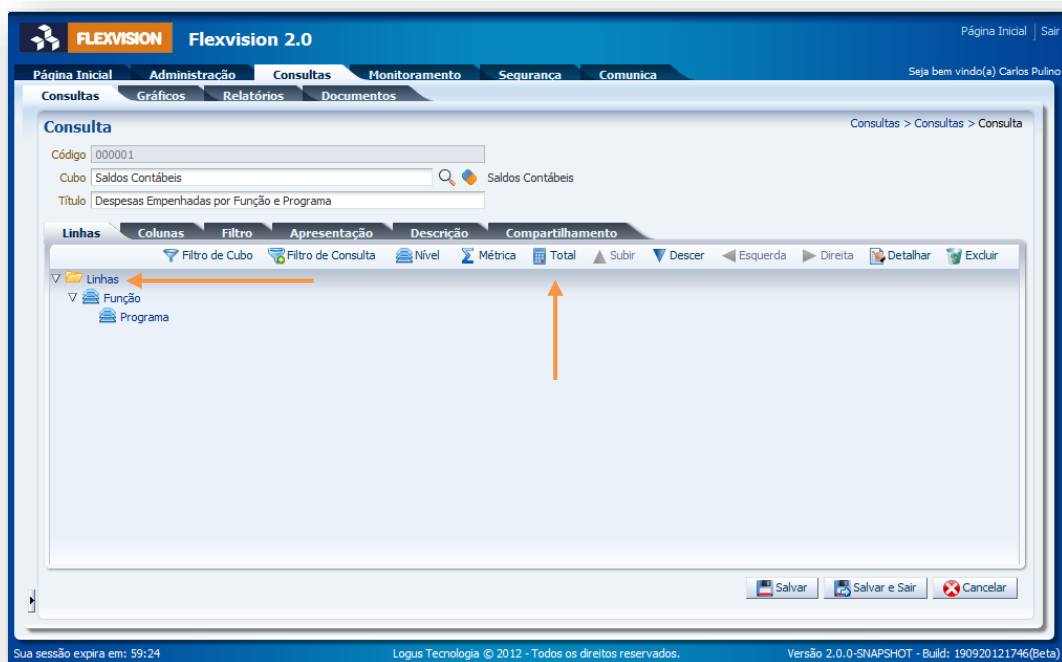 Página Inicial Sair
FLEXVISION Flexvision 2.0
Página Inicial Administração Consultas Monitoramento Segurança Comunica Seja bem vindo(a) Carlos Pulino
Consultas Gráficos Relatórios Documentos
Consulta Consultas > Consultas > Consulta
Código 000001
Cubo Saldos Contábeis Saldos Contábeis
Título Despesas Empenhadas por Função e Programa
Linhas Colunas Filtro Apresentação Descrição Compartilhamento
Filtro de Cubo Filtro de Consulta Nível Métrica Total Subir Descer Esquerda Direita Detalhar Excluir
Linhas
Função
Programa
Salvar Salvar e Sair Cancelar
Sua sessão expira em: 59:24 Logus Tecnologia © 2012 - Todos os direitos reservados. Versão 2.0.0-SNAPSHOT - Build: 190920121746(Beta)